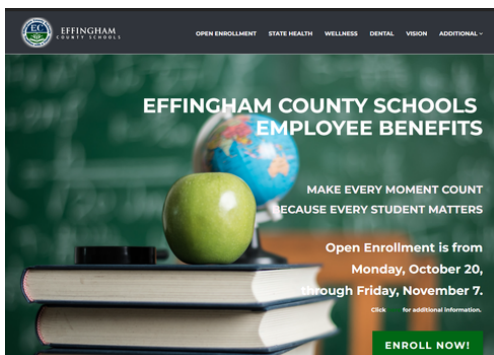 EC
EFFINGHAM
COUNTY SCHOOLS
OPEN ENROLLMENT STATE HEALTH WELLNESS DENTAL VISION ADDITIONAL
EFFINGHAM COUNTY SCHOOLS
EMPLOYEE BENEFITS
MAKE EVERY MOMENT COUNT
BECAUSE EVERY STUDENT MATTERS
Open Enrollment is from
Monday, October 20,
through Friday, November 7.
Click for additional information.
ENROLL NOW!